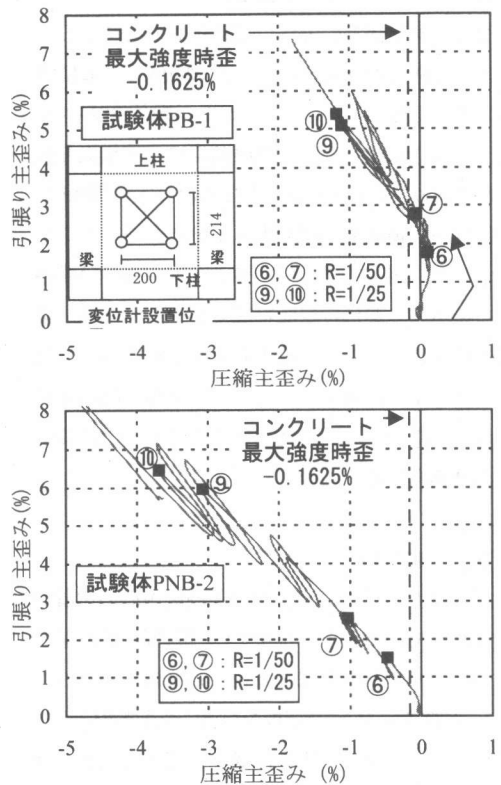 8
7
6
5
4
3
2
1
0
引張り主歪み(%)
コンクリート
最大強度時歪
-0.1625%
試験体PB-1
上柱
梁
梁
214
200
下柱
変位計設置位
⑩
⑨
⑦
⑥
⑥, ⑦ : R=1/50
⑨, ⑩ : R=1/25
-5
-4
-3
-2
-1
0
1
圧縮主歪み(%)
8
7
6
5
4
3
2
1
0
引張り主歪み(%)
コンクリート
最大強度時歪
-0.1625%
⑩
⑨
試験体PNB-2
⑦
⑥
⑥, ⑦ : R=1/50
⑨, ⑩ : R=1/25
-5
-4
-3
-2
-1
0
1
圧縮主歪み (%)